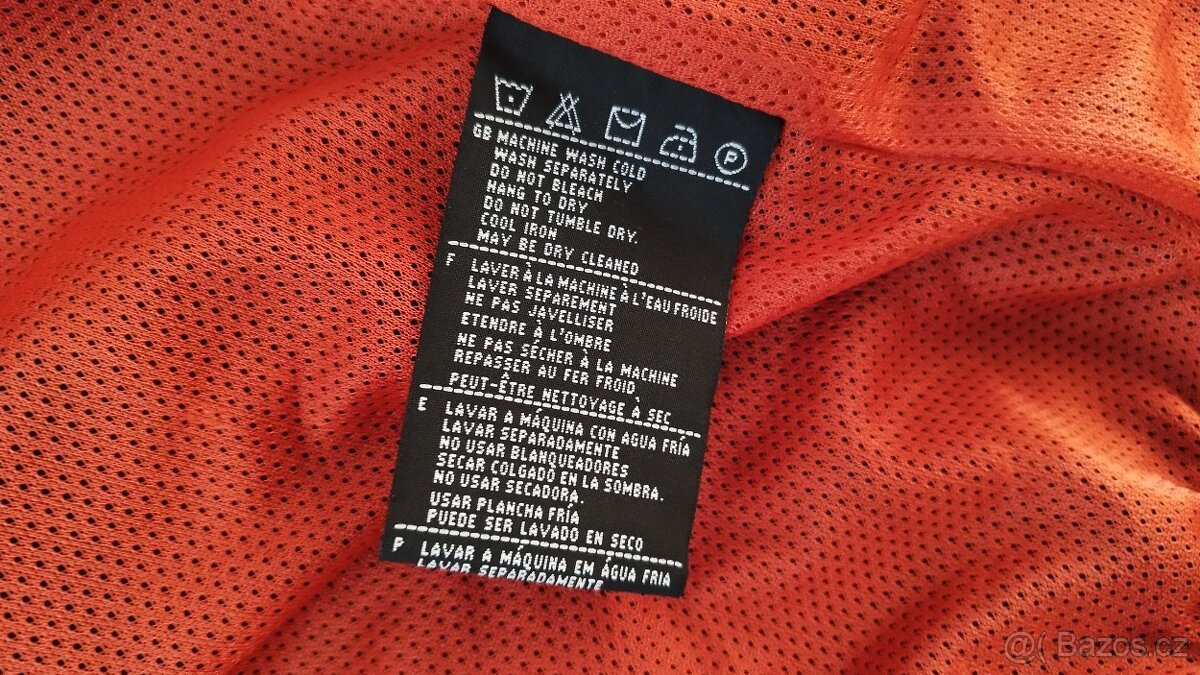 P
GB MACHINE WASH COLD
WASH SEPARATELY
DO NOT BLEACH
HANG TO DRY
DO NOT TUMBLE DRY.
COOL IRON
MAY BE DRY CLEANED
F LAVER À LA MACHINE À L'EAU FROIDE
LAVER SEPAREMENT
NE PAS JAVELLISER
ETENDRE À L'OMBRE
NE PAS SÉCHER À LA MACHINE
REPASSER AU FER FROID
PEUT-ÊTRE NETTOYAGE À SEC
E LAVAR A MÁQUINA CON AGUA FRÍA
LAVAR SEPARADAMENTE
NO USAR BLANQUEADORES
SECAR COLGADO EN LA SOMBRA.
NO USAR SECADORA.
USAR PLANCHA FRÍA
PUEDE SER LAVADO EN SECO
P LAVAR A MÁQUINA EM ÁGUA FRIA
LAVAR SEPARADAMENTE
@( Bazos.cz